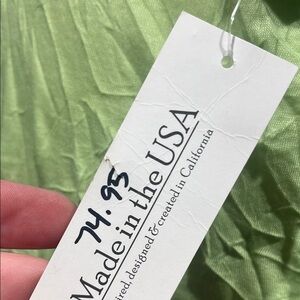 74.95
Made in the USA
ired, designed & created in California